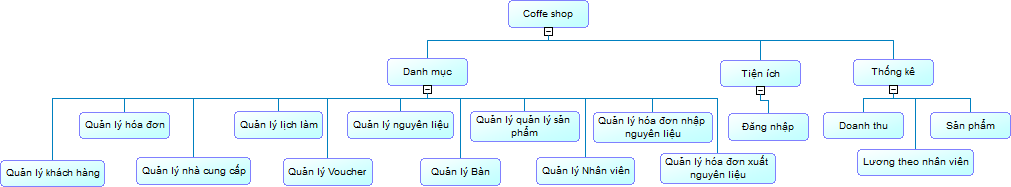 Coffe shop
Danh mục
Tiện ích
Thống kê
Quản lý hóa đơn
Quản lý lịch làm
Quản lý nguyên liệu
Quản lý quản lý sản
phẩm
Quản lý hóa đơn nhập
nguyên liệu
Đăng nhập
Doanh thu
Sản phẩm
Quản lý khách hàng
Quản lý nhà cung cấp
Quản lý Voucher
Quản lý Bàn
Quản lý Nhân viên
Quản lý hóa đơn xuất
nguyên liệu
Lương theo nhân viên